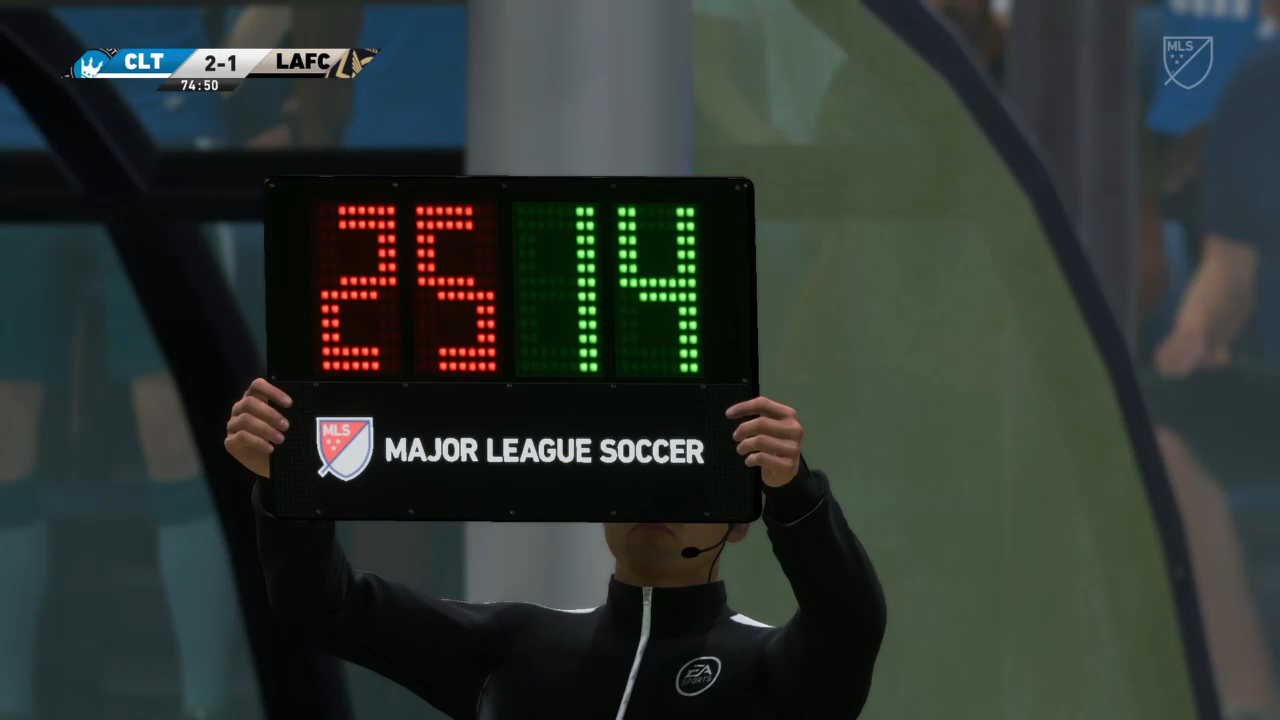 CLT 2-1 LAFC
74:50
MLS
25 14
MLS MAJOR LEAGUE SOCCER
EA
SPORTS